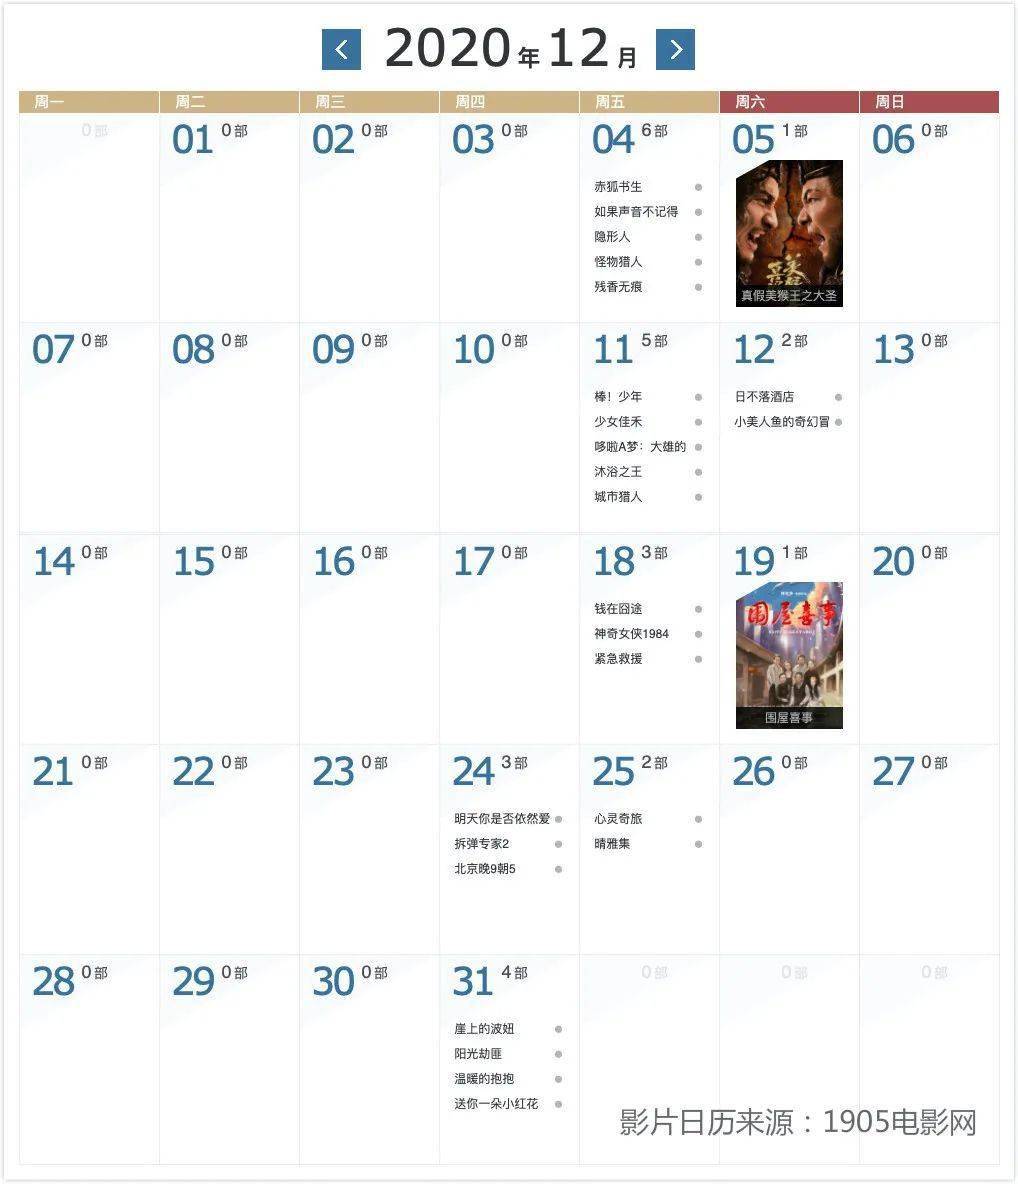 2020年12月
周一
周二
周三
周四
周五
周六
周日
0部
01 0部
02 0部
03 0部
04 6部
赤狐书生
如果声音不记得
隐形人
怪物猎人
残香无痕
05 1部
真假美猴王之大圣
06 0部
07 0部
08 0部
09 0部
10 0部
11 5部
棒！少年
少女佳禾
哆啦A梦：大雄的
沐浴之王
城市猎人
12 2部
日不落酒店
小美人鱼的奇幻冒
13 0部
14 0部
15 0部
16 0部
17 0部
18 3部
钱在囧途
神奇女侠1984
紧急救援
19 1部
围屋喜事
围屋喜事
20 0部
21 0部
22 0部
23 0部
24 3部
明天你是否依然爱
拆弹专家2
北京晚9朝5
25 2部
心灵奇旅
晴雅集
26 0部
27 0部
28 0部
29 0部
30 0部
31 4部
崖上的波妞
阳光劫匪
温暖的抱抱
送你一朵小红花
0部
0部
0部
影片日历来源：1905电影网